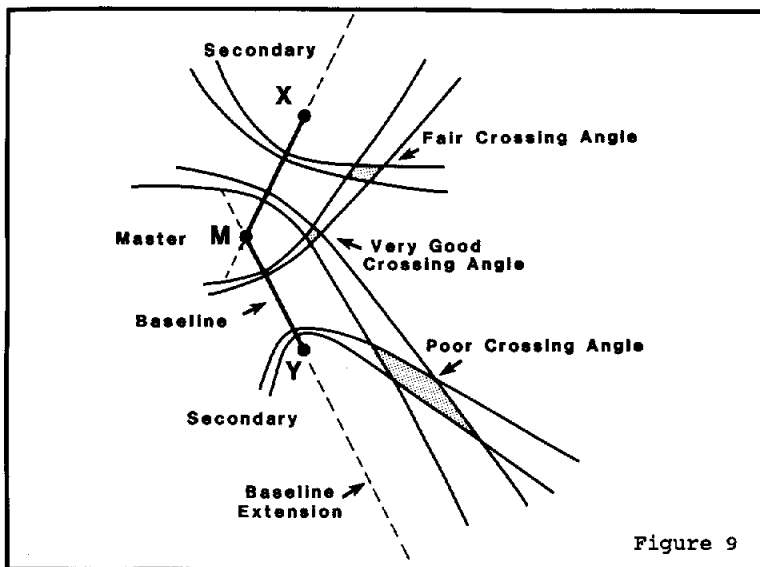 Secondary
X
Fair Crossing Angle
Master
M
Very Good
Crossing Angle
Baseline
Poor Crossing Angle
Y
Secondary
Baseline
Extension
Figure 9